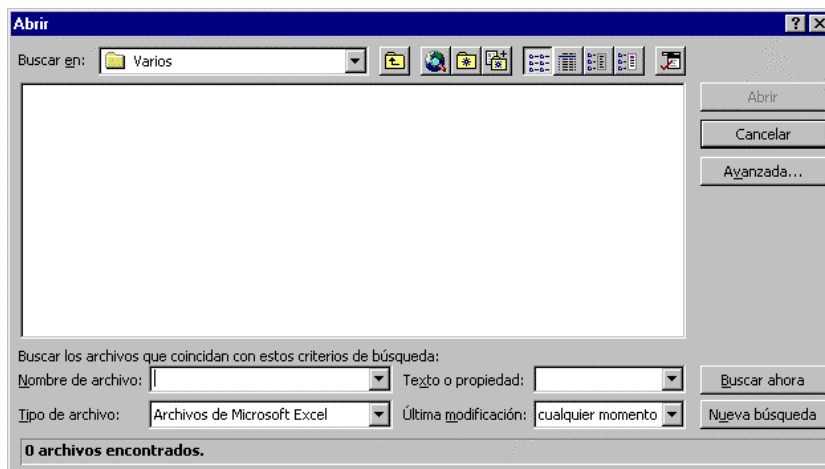 Abrir
Buscar en: Varios
Abrir
Cancelar
Avanzada...
Buscar los archivos que coincidan con estos criterios de búsqueda:
Nombre de archivo: Texto o propiedad: Buscar ahora
Tipo de archivo: Archivos de Microsoft Excel Última modificación: cualquier momento Nueva búsqueda
0 archivos encontrados.